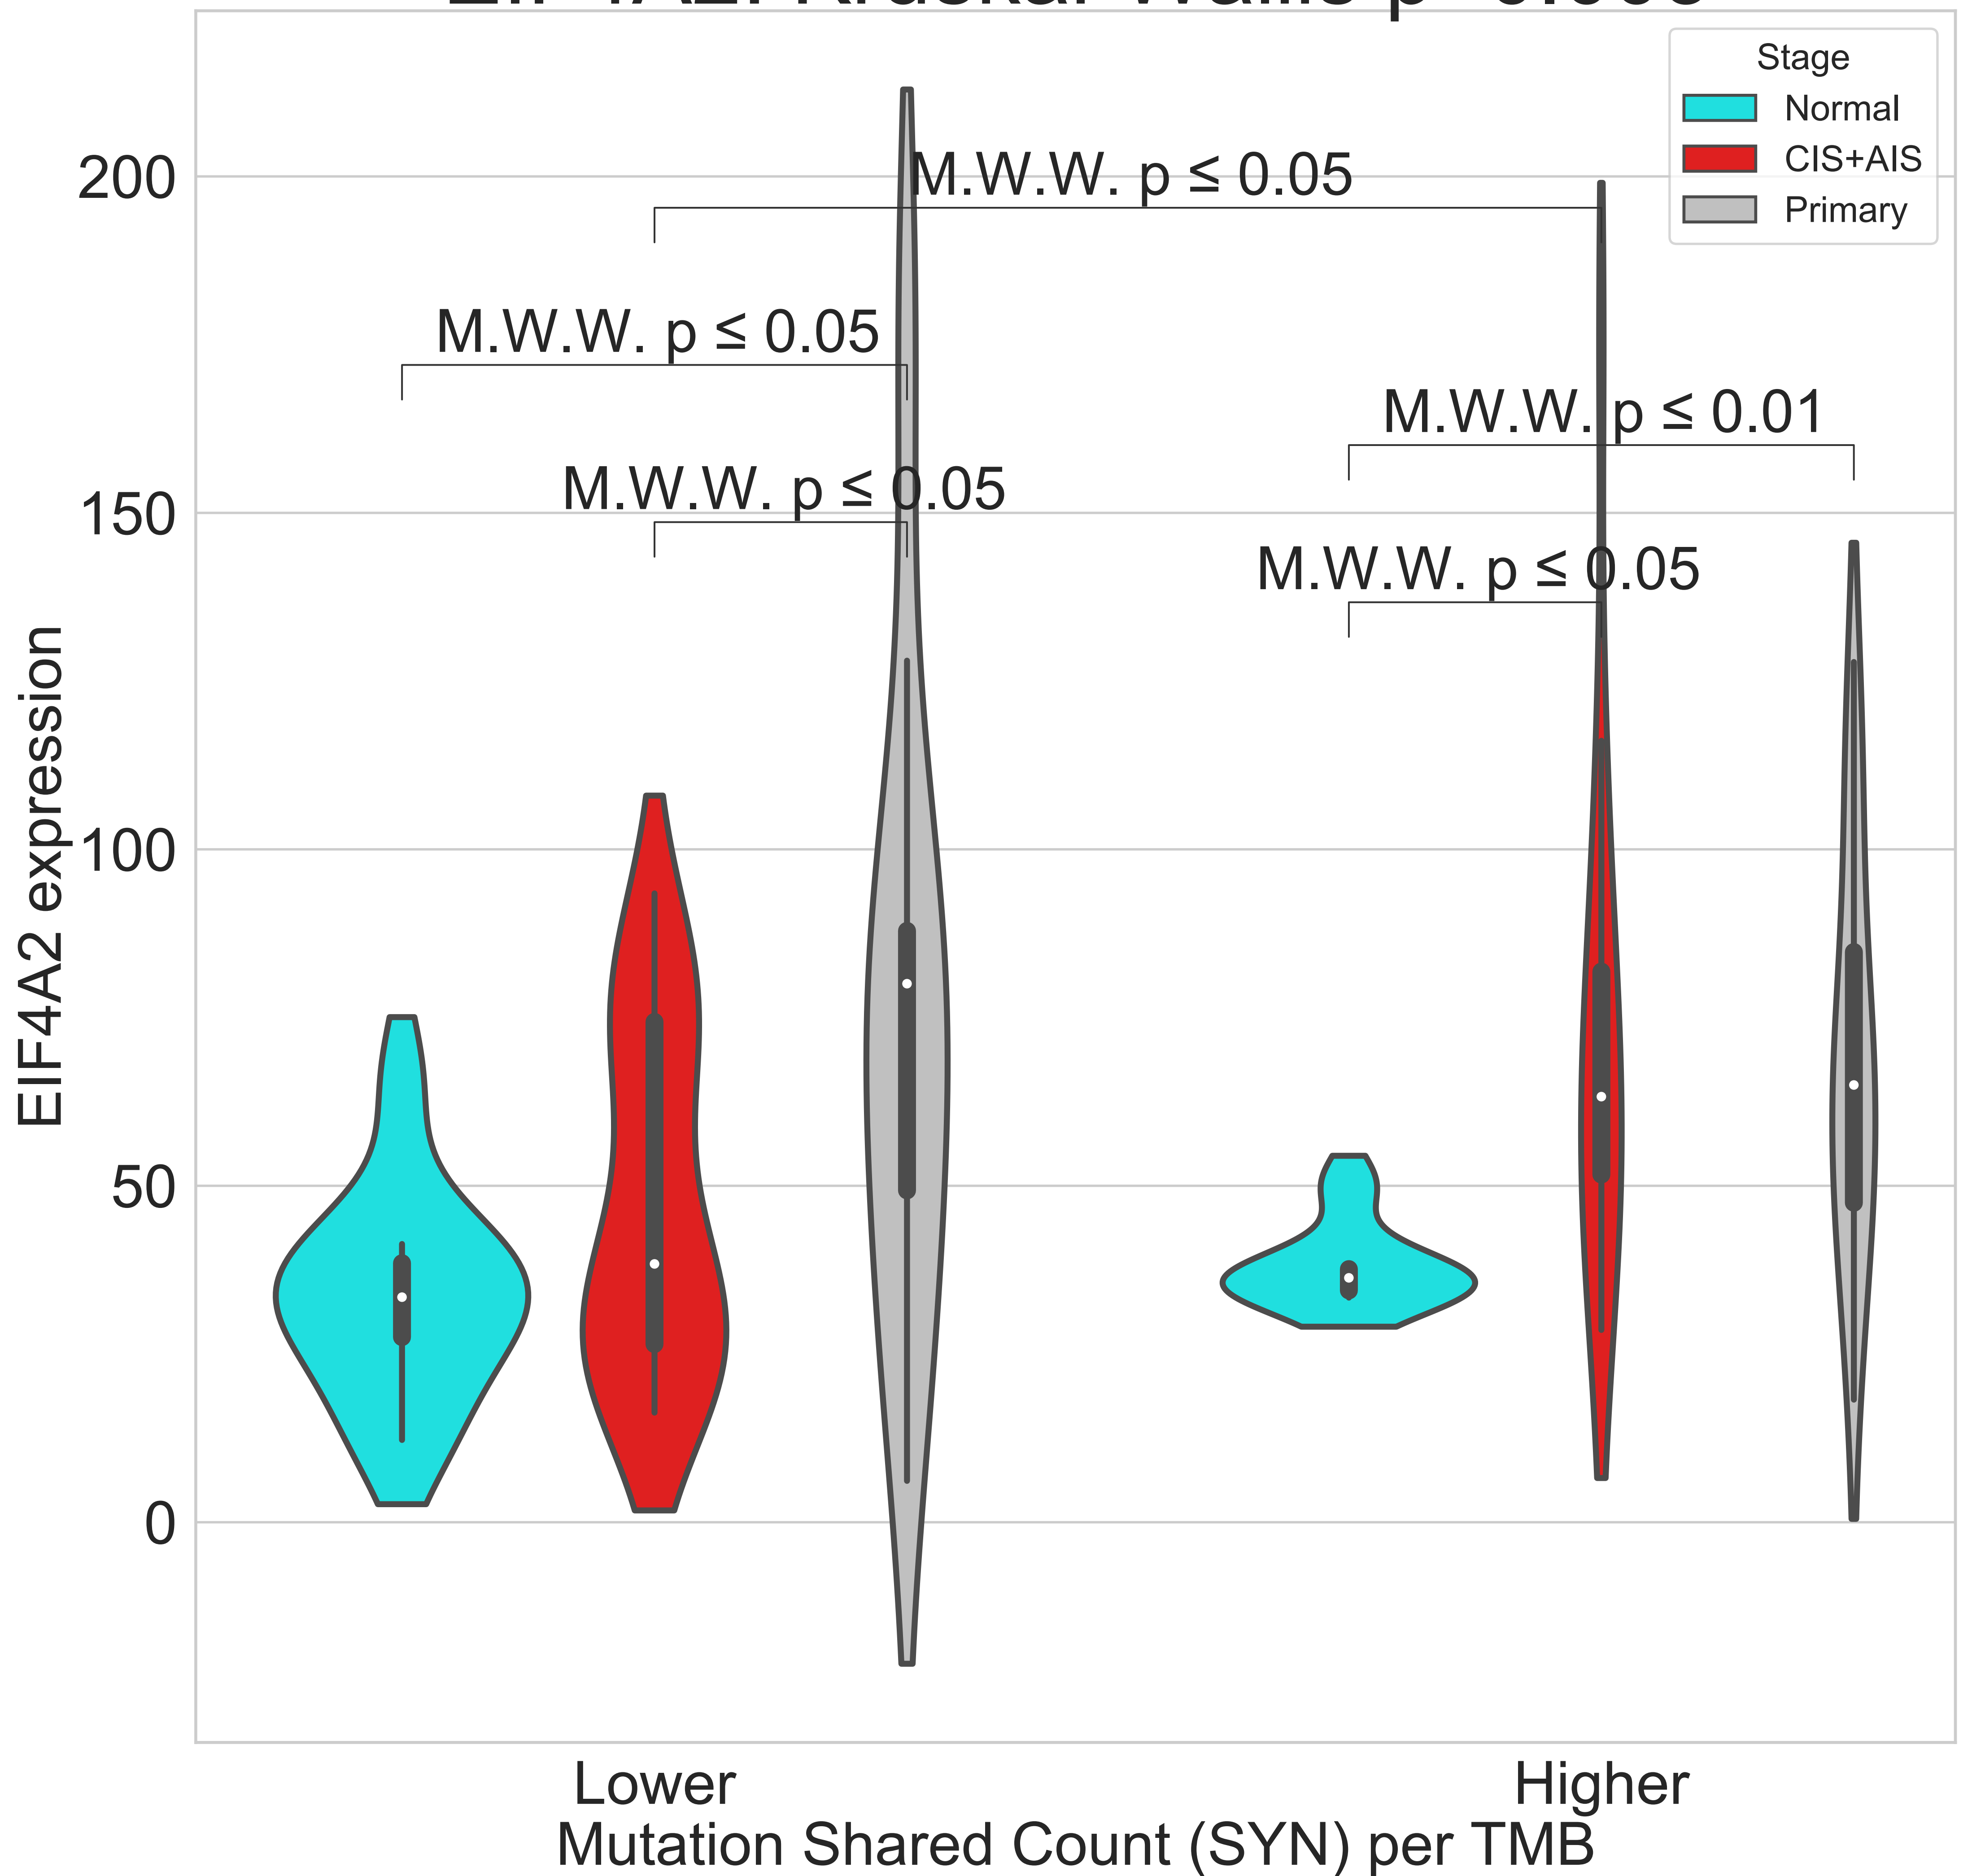 Stage
Normal
CIS+AIS
Primary
200
150
100
50
0
EIF4A2 expression
M.W.W. p ≤ 0.05
M.W.W. p ≤ 0.05
M.W.W. p ≤ 0.01
M.W.W. p ≤ 0.05
M.W.W. p ≤ 0.05
Lower
Higher
Mutation Shared Count (SYN) per TMB